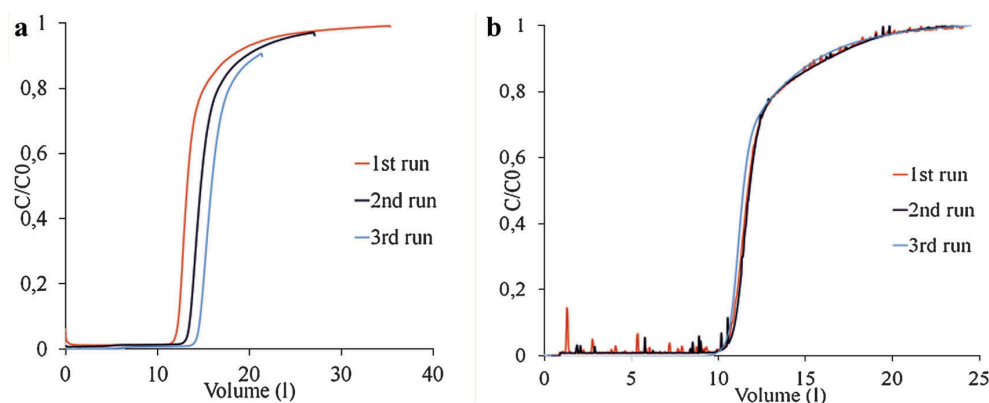 a
C/C0
1
0,8
0,6
0,4
0,2
0
0 10 20 30 40
Volume (l)
1st run
2nd run
3rd run
b
C/C0
1
0,8
0,6
0,4
0,2
0
0 5 10 15 20 25
Volume (l)
1st run
2nd run
3rd run